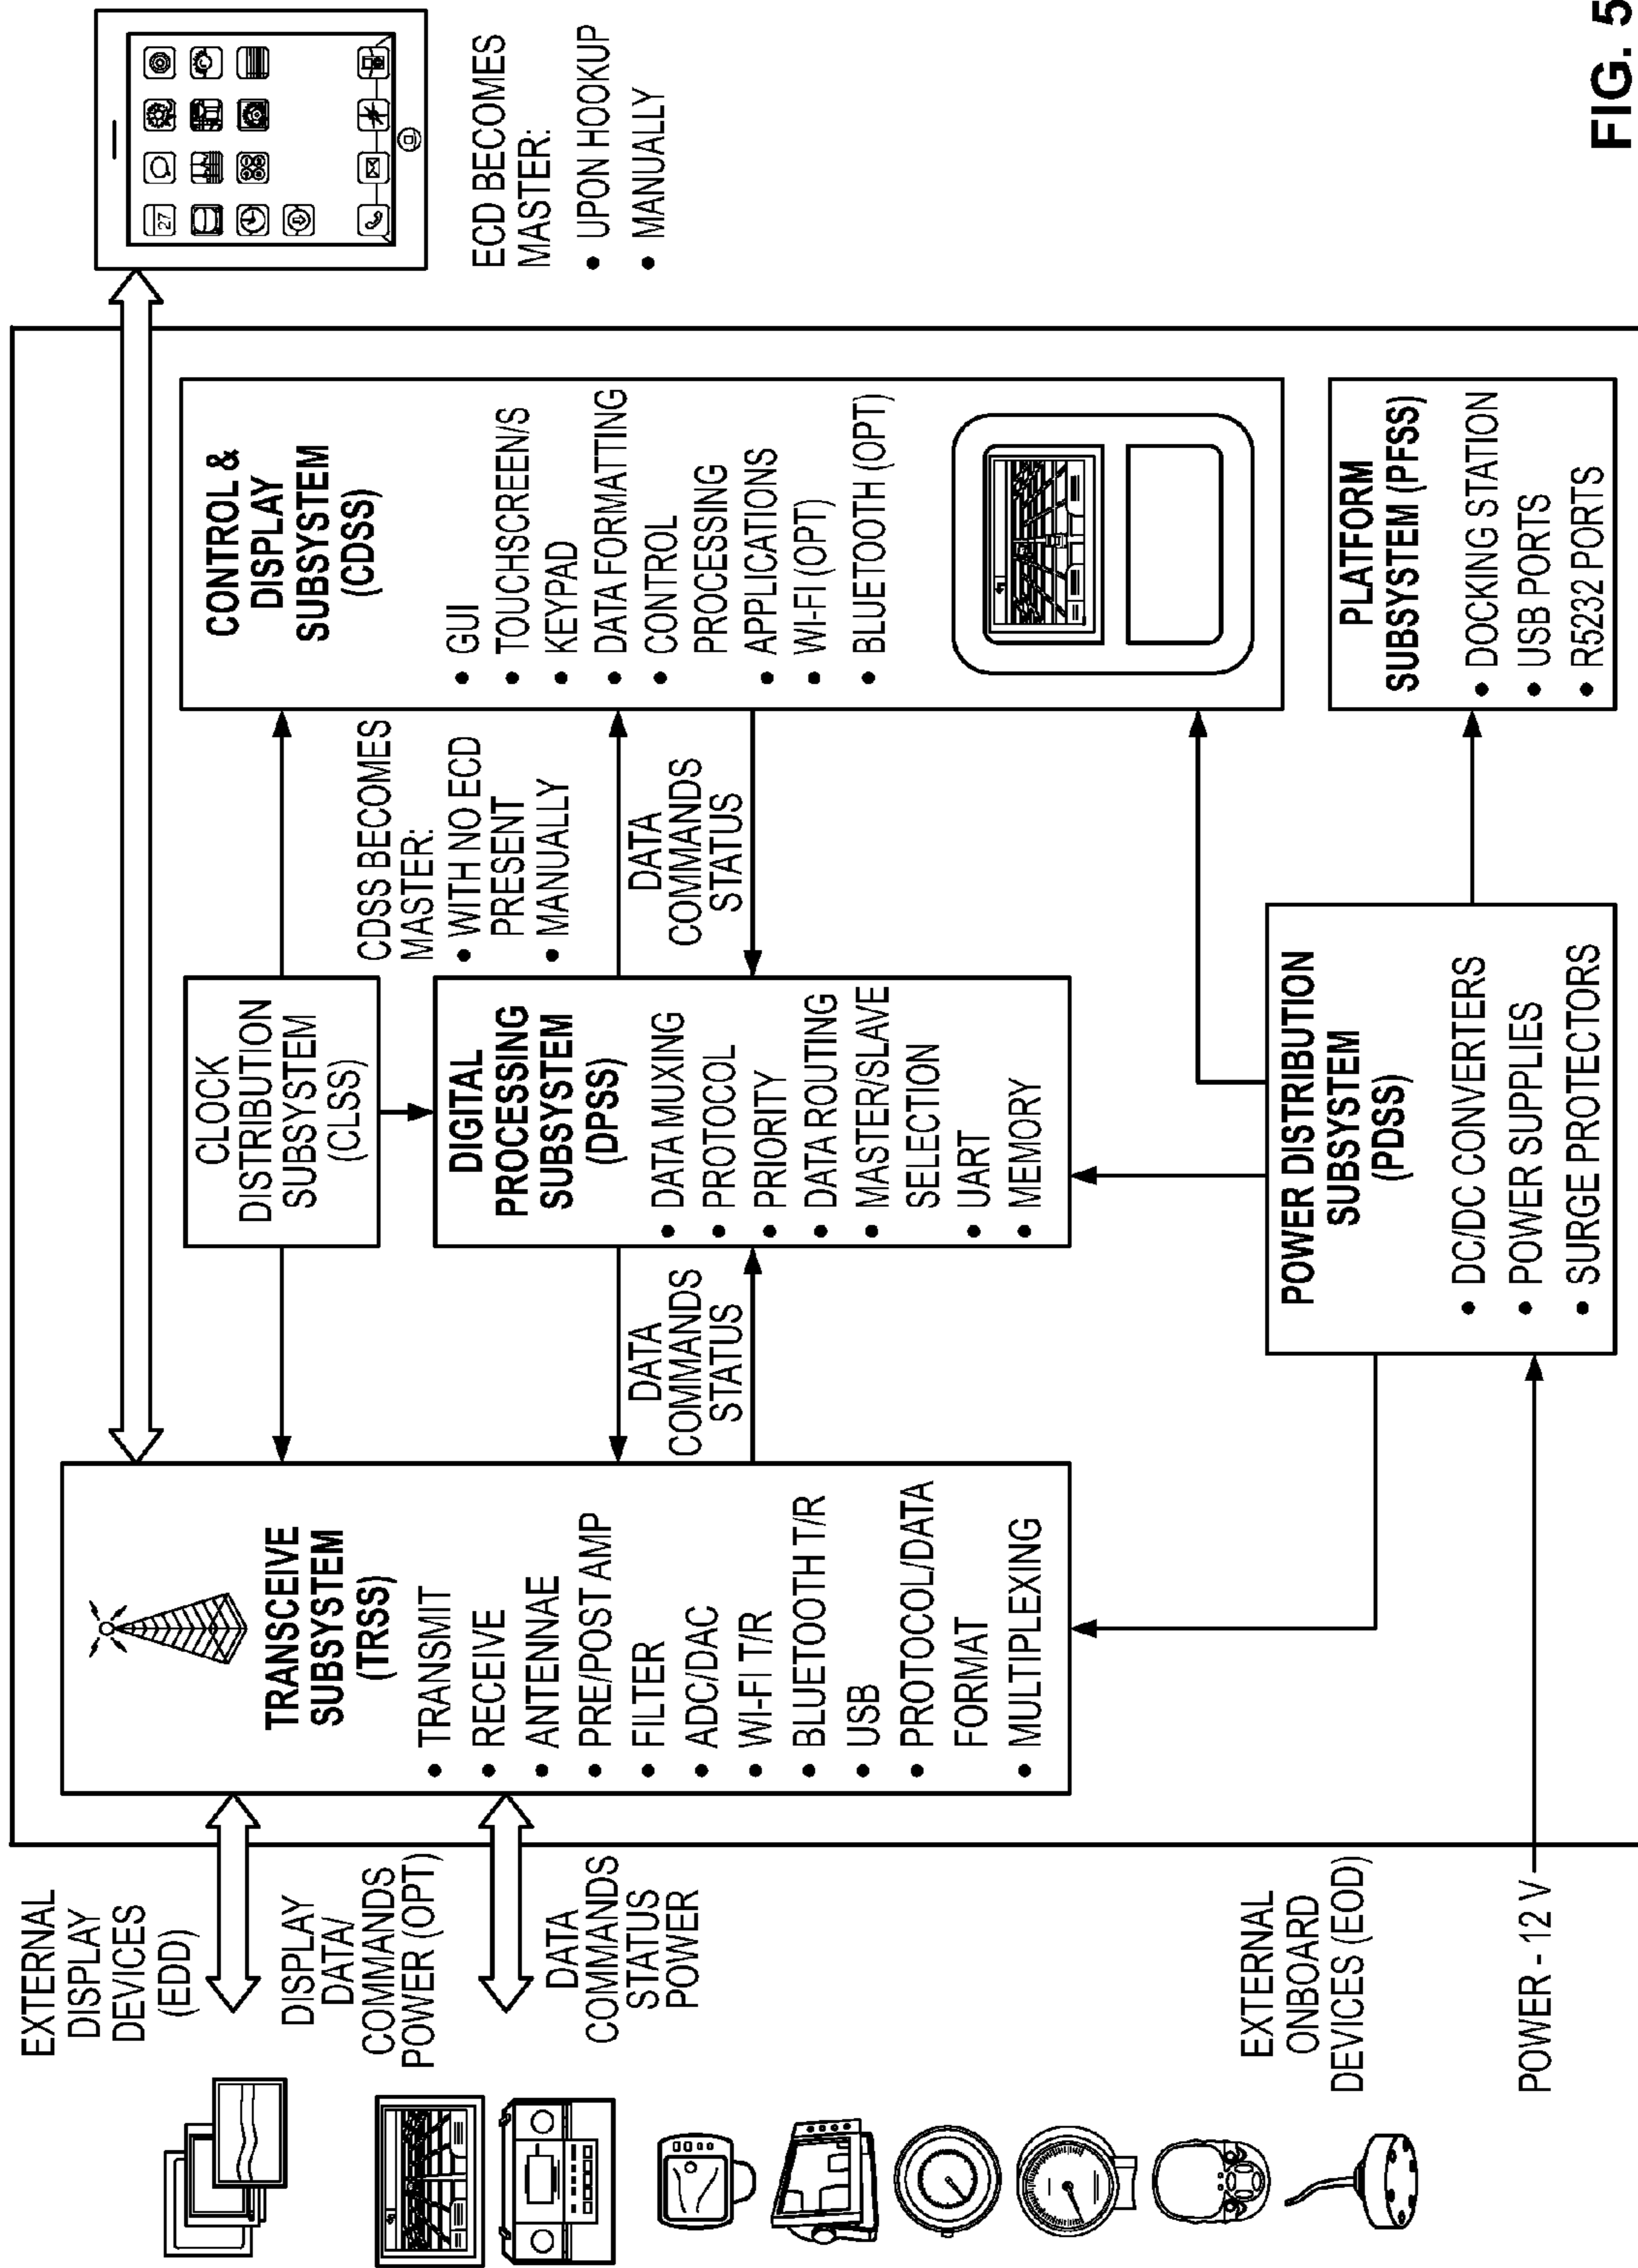 EXTERNAL
DISPLAY
DEVICES
(EDD)
DISPLAY
DATA/
COMMANDS
POWER (OPT)
DATA
COMMANDS
STATUS
POWER
EXTERNAL
ONBOARD
DEVICES (EOD)
POWER - 12 V
TRANSCEIVE
SUBSYSTEM
(TRSS)
• TRANSMIT
• RECEIVE
• ANTENNAE
• PRE/POST AMP
• FILTER
• ADC/DAC
• WI-FI T/R
• BLUETOOTH T/R
• USB
• PROTOCOL/DATA
FORMAT
• MULTIPLEXING
CLOCK
DISTRIBUTION
SUBSYSTEM
(CLSS)
DATA
COMMANDS
STATUS
DIGITAL
PROCESSING
SUBSYSTEM
(DPSS)
• DATA MUXING
• PROTOCOL
• PRIORITY
• DATA ROUTING
• MASTER/SLAVE
SELECTION
• UART
• MEMORY
POWER DISTRIBUTION
SUBSYSTEM
(PDSS)
• DC/DC CONVERTERS
• POWER SUPPLIES
• SURGE PROTECTORS
CDSS BECOMES
MASTER:
• WITH NO ECD
PRESENT
• MANUALLY
DATA
COMMANDS
STATUS
CONTROL &
DISPLAY
SUBSYSTEM
(CDSS)
• GUI
• TOUCHSCREEN/S
• KEYPAD
• DATA FORMATTING
• CONTROL
PROCESSING
• APPLICATIONS
• WI-FI (OPT)
• BLUETOOTH (OPT)
PLATFORM
SUBSYSTEM (PFSS)
• DOCKING STATION
• USB PORTS
• R5232 PORTS
27
ECD BECOMES
MASTER:
• UPON HOOKUP
• MANUALLY
FIG. 5